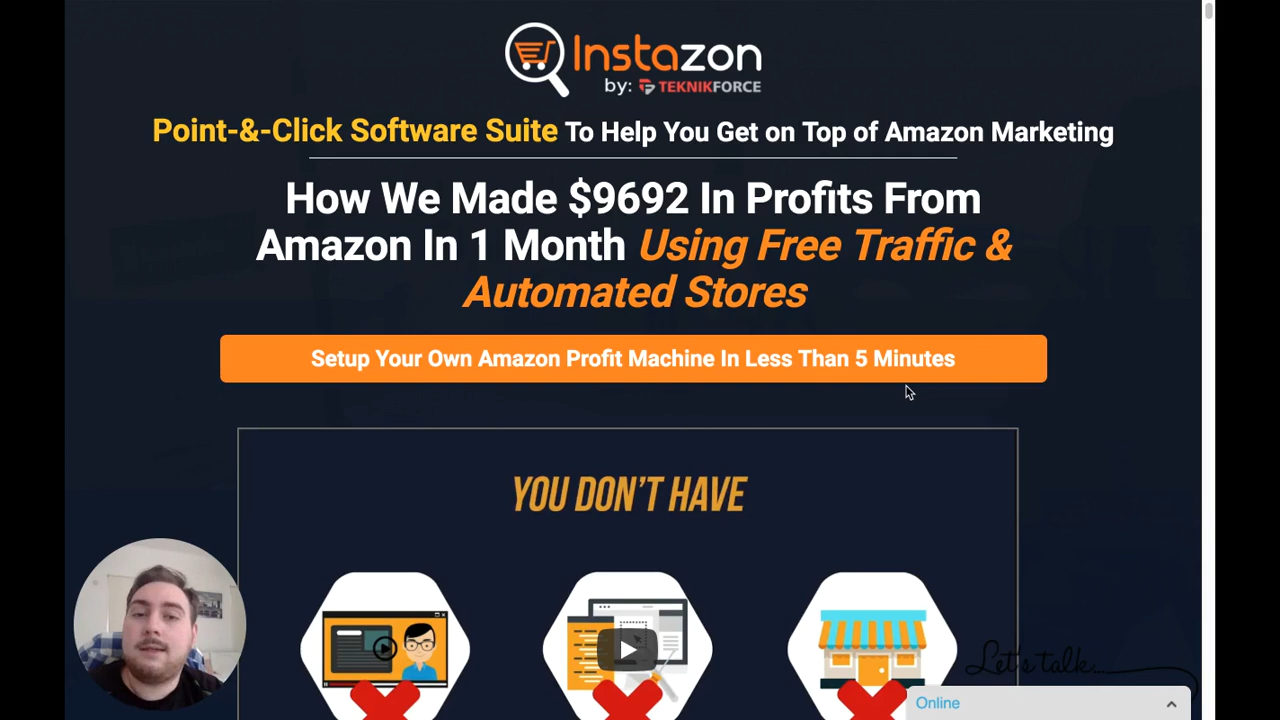 Instazon
by: TEKNIKFORCE
Point-&-Click Software Suite To Help You Get on Top of Amazon Marketing
How We Made $9692 In Profits From
Amazon In 1 Month Using Free Traffic &
Automated Stores
Setup Your Own Amazon Profit Machine In Less Than 5 Minutes
YOU DON'T HAVE
Let's talk...
Online